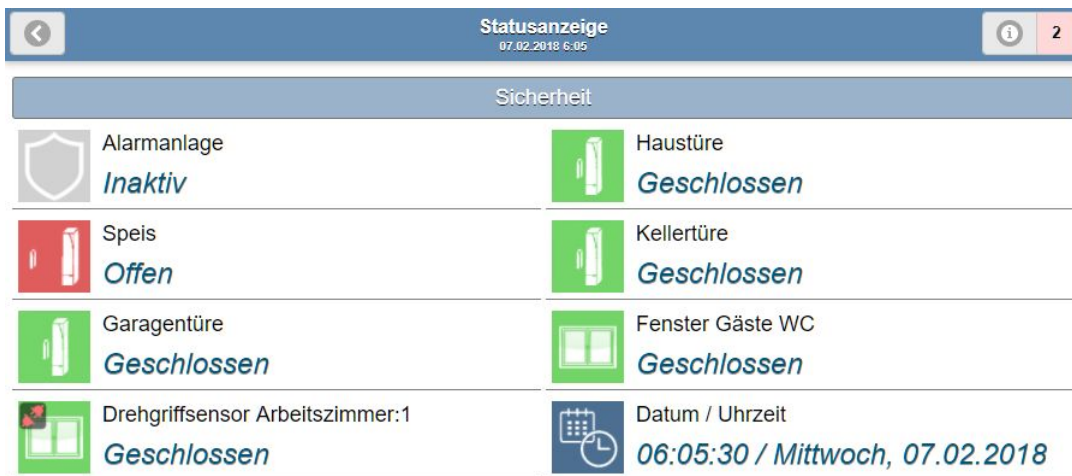 Statusanzeige
07.02.2018 6:05
2
Sicherheit
Alarmanlage
Inaktiv
Haustüre
Geschlossen
Speis
Offen
Kellertüre
Geschlossen
Garagentüre
Geschlossen
Fenster Gäste WC
Geschlossen
Drehgriffsensor Arbeitszimmer:1
Geschlossen
Datum / Uhrzeit
06:05:30 / Mittwoch, 07.02.2018